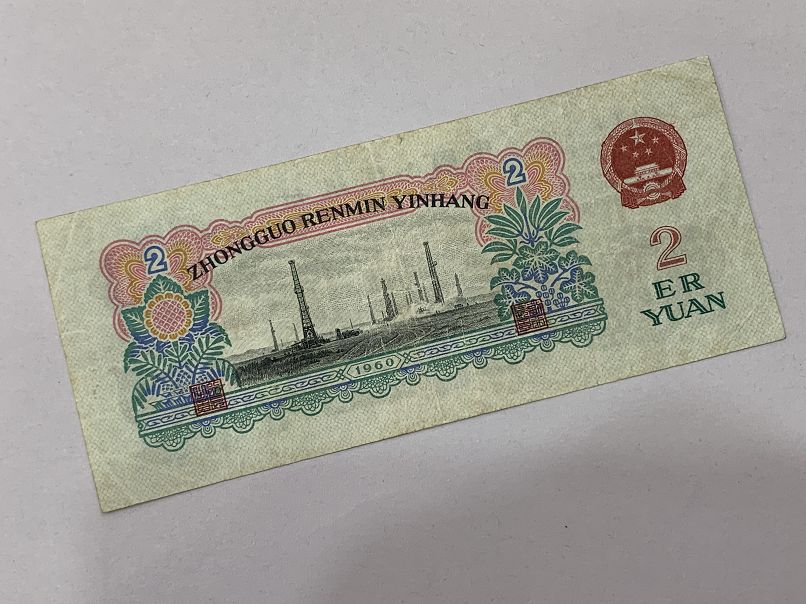 2
ZHONGGUO RENMIN YINHANG
2
1960
2
ER
YUAN